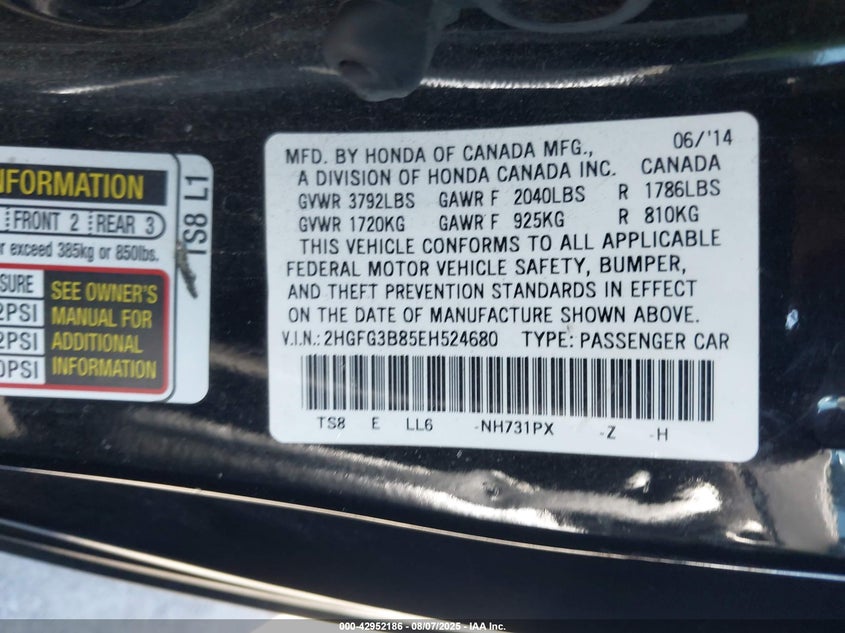 NFORMATION
FRONT 2 REAR 3
exceed 385kg or 850lbs.
SURE
2PSI
2PSI
0PSI
SEE OWNER'S
MANUAL FOR
ADDITIONAL
INFORMATION
TS8 L1
MFD. BY HONDA OF CANADA MFG., 06/'14
A DIVISION OF HONDA CANADA INC. CANADA
GVWR 3792LBS GAWR F 2040LBS R 1786LBS
GVWR 1720KG GAWR F 925KG R 810KG
THIS VEHICLE CONFORMS TO ALL APPLICABLE
FEDERAL MOTOR VEHICLE SAFETY, BUMPER,
AND THEFT PREVENTION STANDARDS IN EFFECT
ON THE DATE OF MANUFACTURE SHOWN ABOVE.
V.I.N.: 2HGFG3B85EH524680 TYPE: PASSENGER CAR
TS8 E LL6 -NH731PX -Z -H
000-42952186 - 08/07/2025 - IAA Inc.